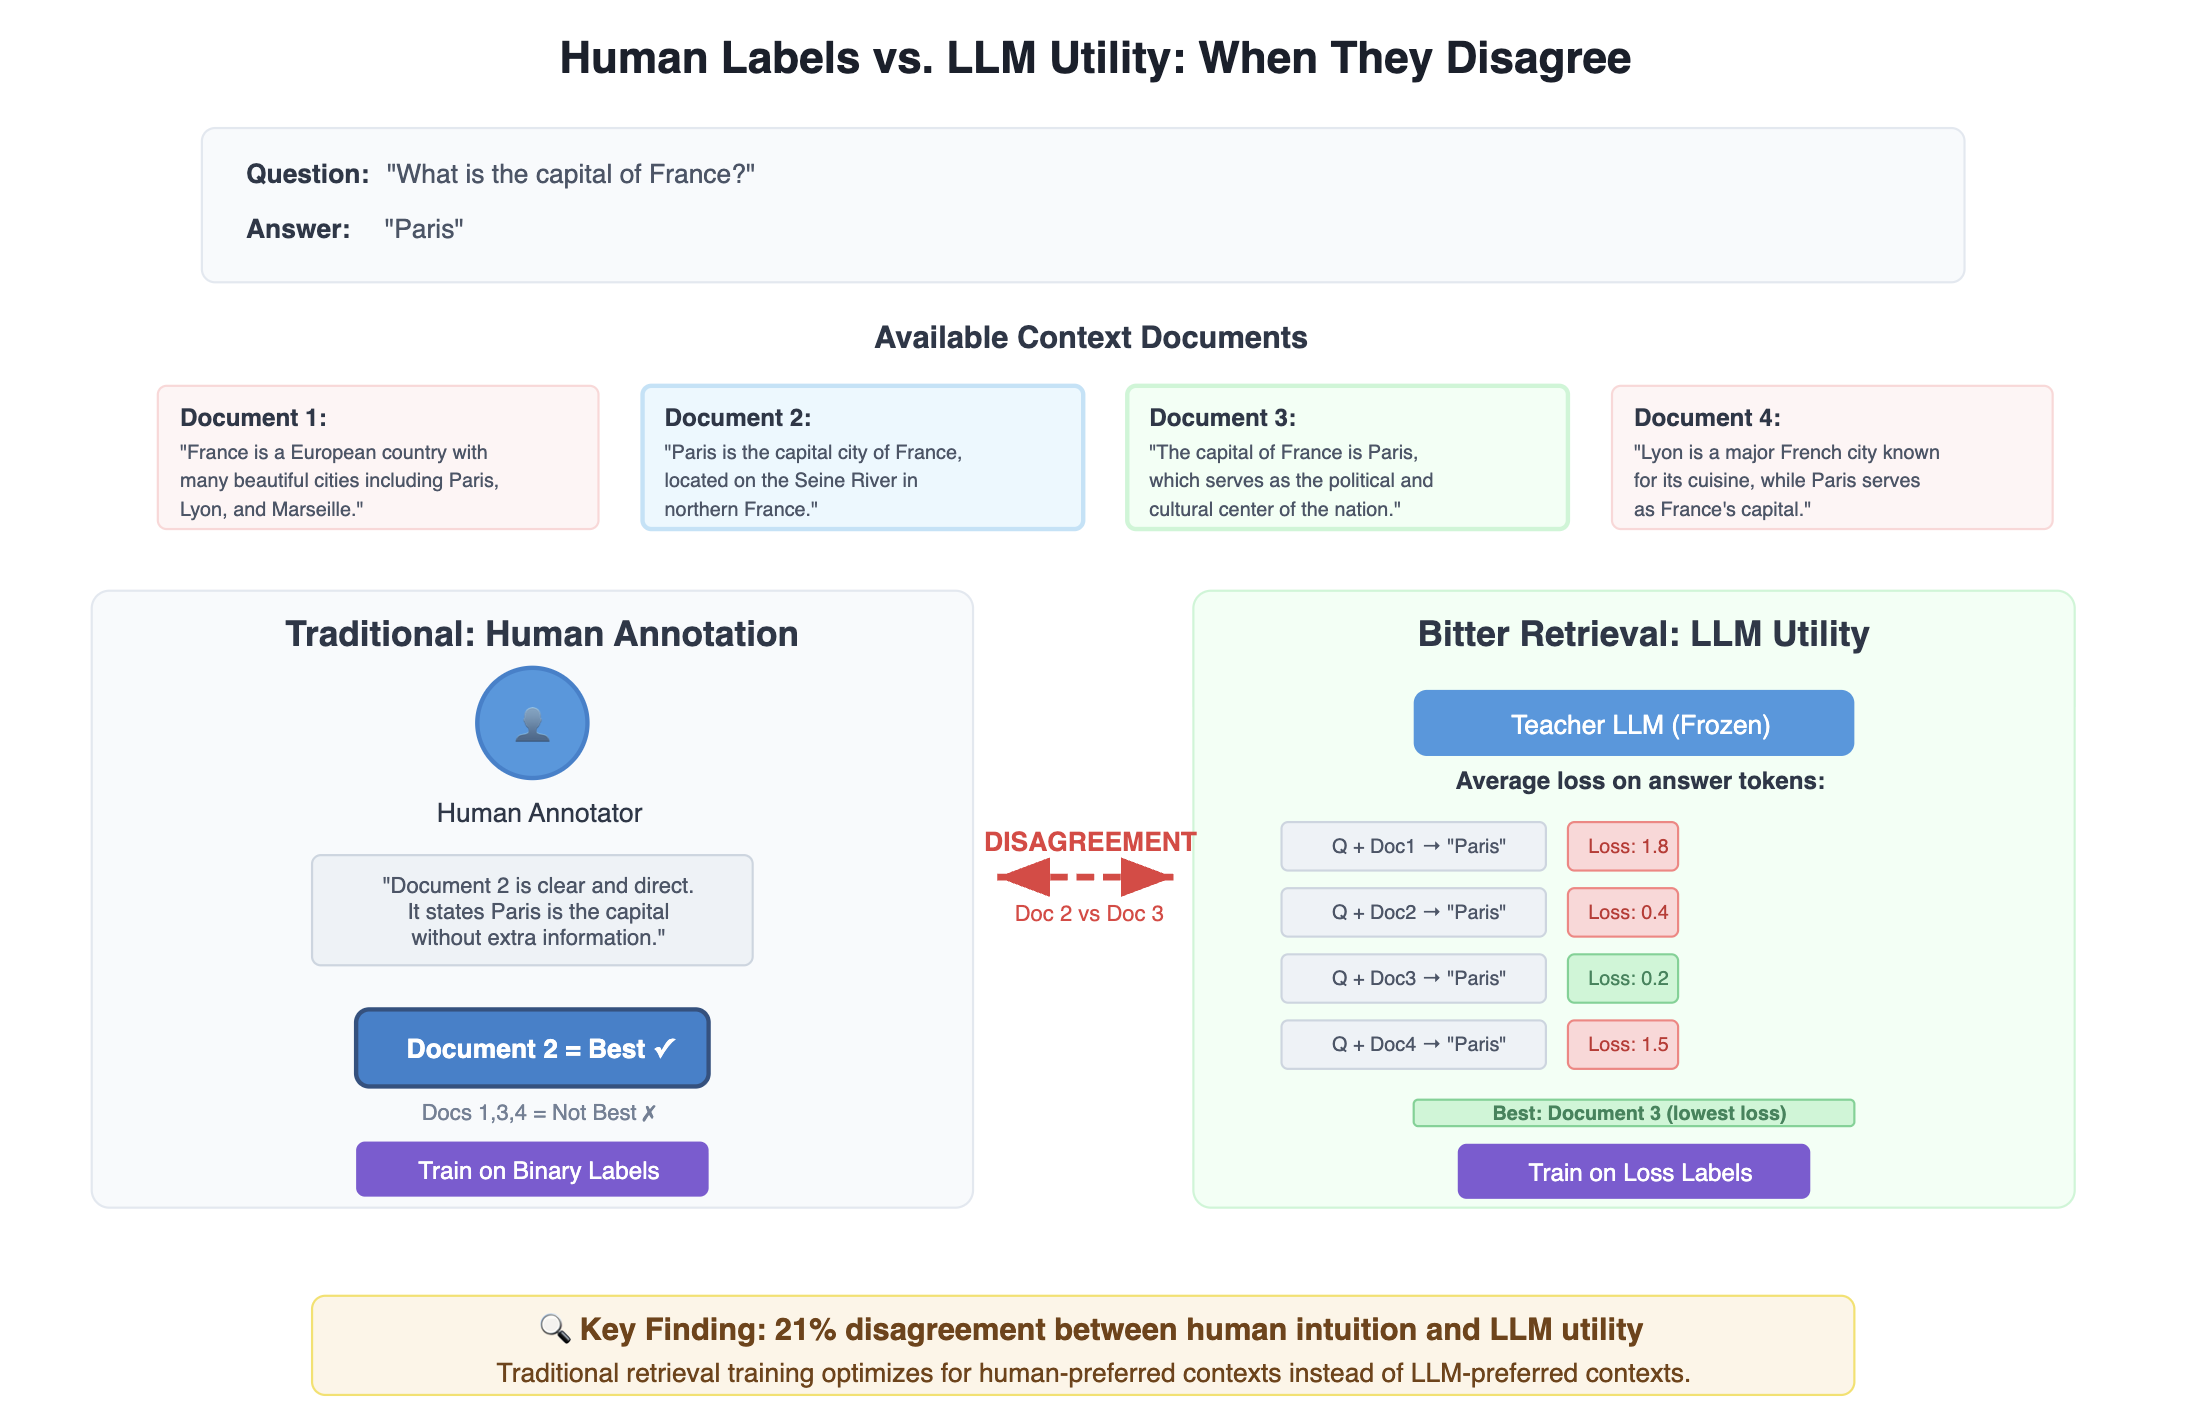 Human Labels vs. LLM Utility: When They Disagree
Question: "What is the capital of France?"
Answer: "Paris"
Available Context Documents
Document 1:
"France is a European country with
many beautiful cities including Paris,
Lyon, and Marseille."
Document 2:
"Paris is the capital city of France,
located on the Seine River in
northern France."
Document 3:
"The capital of France is Paris,
which serves as the political and
cultural center of the nation."
Document 4:
"Lyon is a major French city known
for its cuisine, while Paris serves
as France's capital."
Traditional: Human Annotation
Human Annotator
"Document 2 is clear and direct.
It states Paris is the capital
without extra information."
Document 2 = Best ✓
Docs 1,3,4 = Not Best ✗
Train on Binary Labels
DISAGREEMENT
Doc 2 vs Doc 3
Bitter Retrieval: LLM Utility
Teacher LLM (Frozen)
Average loss on answer tokens:
Q + Doc1 → "Paris" Loss: 1.8
Q + Doc2 → "Paris" Loss: 0.4
Q + Doc3 → "Paris" Loss: 0.2
Q + Doc4 → "Paris" Loss: 1.5
Best: Document 3 (lowest loss)
Train on Loss Labels
🔍 Key Finding: 21% disagreement between human intuition and LLM utility
Traditional retrieval training optimizes for human-preferred contexts instead of LLM-preferred contexts.